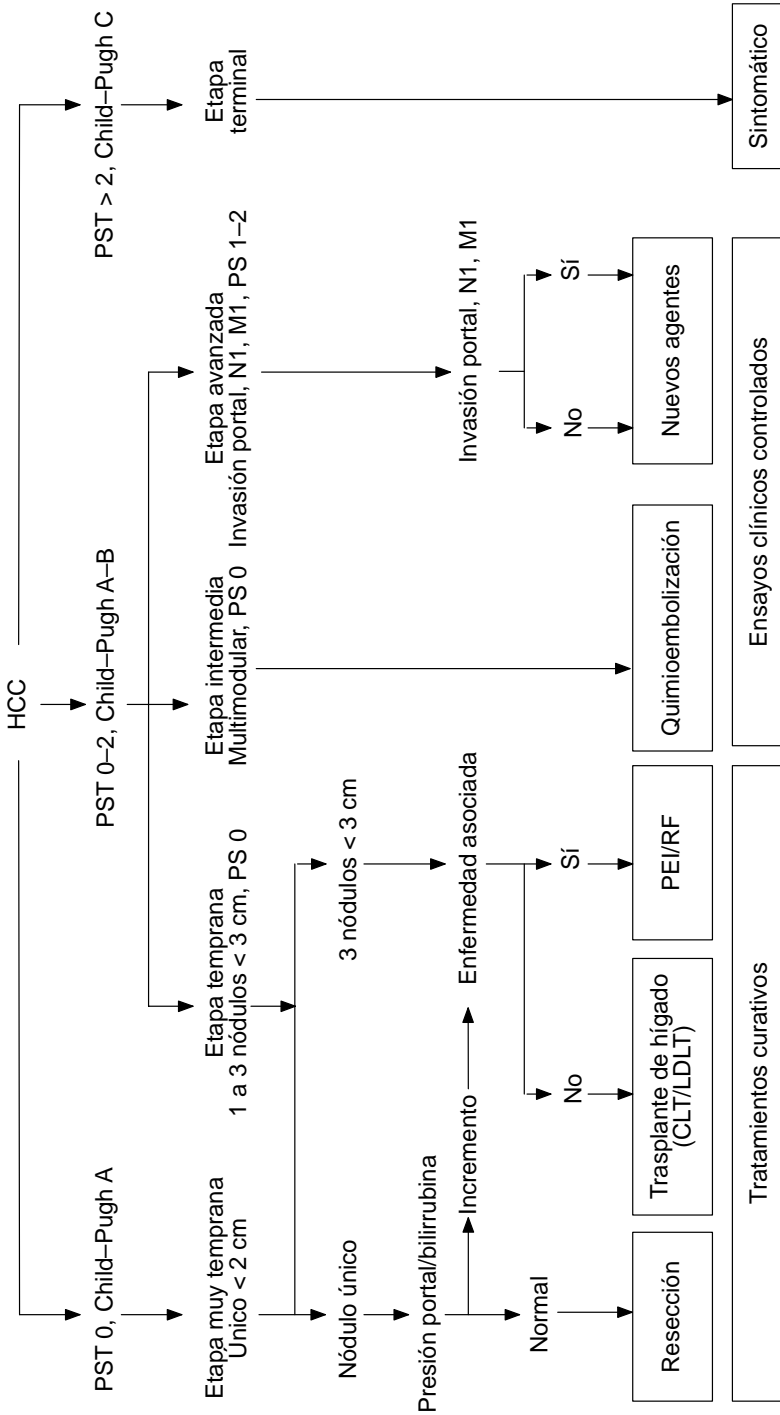 HCC
PST 0, Child–Pugh A
PST 0–2, Child–Pugh A–B
PST > 2, Child–Pugh C
Etapa muy temprana
Único < 2 cm
Etapa temprana
1 a 3 nódulos < 3 cm, PS 0
Etapa intermedia
Multimodular, PS 0
Etapa avanzada
Invasión portal, N1, M1, PS 1–2
Etapa
terminal
Nódulo único
3 nódulos < 3 cm
Presión portal/bilirrubina
Incremento
Enfermedad asociada
Invasión portal, N1, M1
Normal
No
Sí
No
Sí
Resección
Trasplante de hígado
(CLT/LDLT)
PEI/RF
Quimioembolización
Nuevos agentes
Sintomático
Tratamientos curativos
Ensayos clínicos controlados